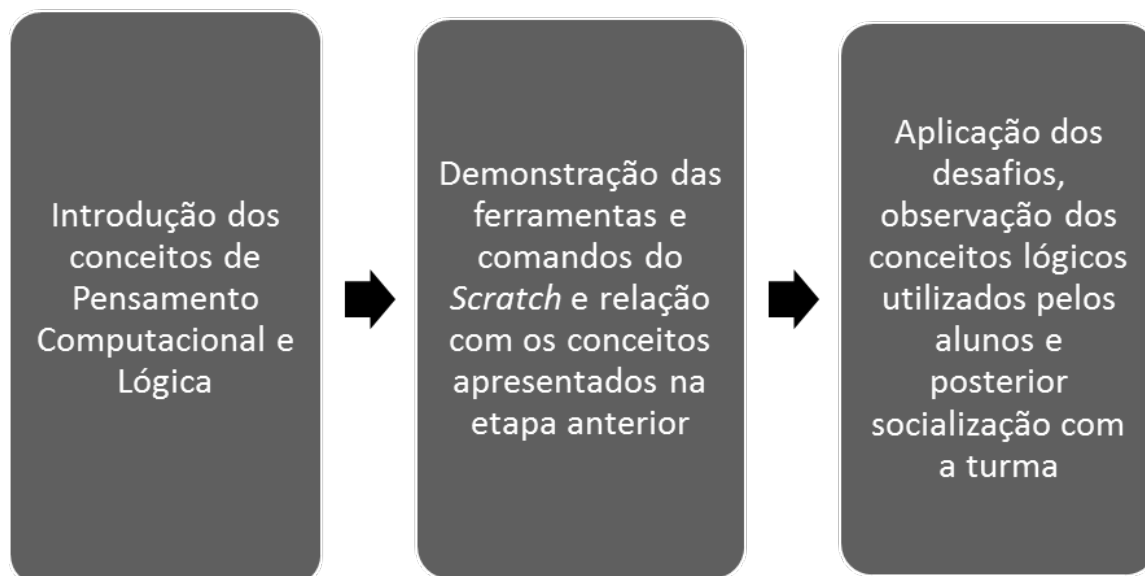 Introdução dos
conceitos de
Pensamento
Computacional e
Lógica
Demonstração das
ferramentas e
comandos do
Scratch e relação
com os conceitos
apresentados na
etapa anterior
Aplicação dos
desafios,
observação dos
conceitos lógicos
utilizados pelos
alunos e
posterior
socialização com
a turma